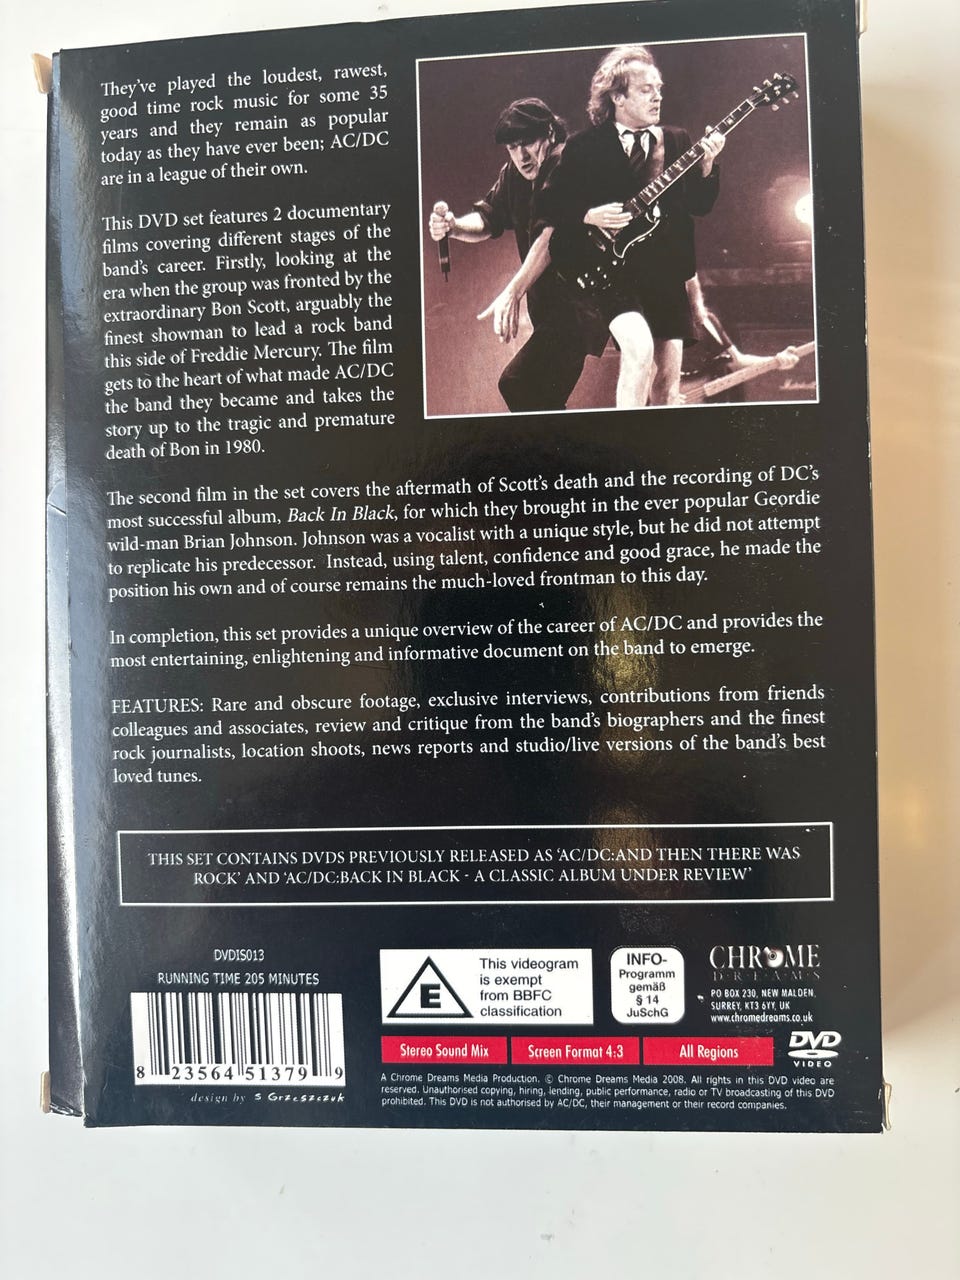 They've played the loudest, rawest,
good time rock music for some 35
years and they remain as popular
today as they have ever been; AC/DC
are in a league of their own.
This DVD set features 2 documentary
films covering different stages of the
band's career. Firstly, looking at the
era when the group was fronted by the
extraordinary Bon Scott, arguably the
finest showman to lead a rock band
this side of Freddie Mercury. The film
gets to the heart of what made AC/DC
the band they became and takes the
story up to the tragic and premature
death of Bon in 1980.
Marshall
The second film in the set covers the aftermath of Scott's death and the recording of DC's
most successful album, Back In Black, for which they brought in the ever popular Geordie
wild-man Brian Johnson. Johnson was a vocalist with a unique style, but he did not attempt
to replicate his predecessor. Instead, using talent, confidence and good grace, he made the
position his own and of course remains the much-loved frontman to this day.
In completion, this set provides a unique overview of the career of AC/DC and provides the
most entertaining, enlightening and informative document on the band to emerge.
FEATURES: Rare and obscure footage, exclusive interviews, contributions from friends
colleagues and associates, review and critique from the band's biographers and the finest
rock journalists, location shoots, news reports and studio/live versions of the band's best
loved tunes.
THIS SET CONTAINS DVDS PREVIOUSLY RELEASED AS 'AC/DC:AND THEN THERE WAS
ROCK' AND 'AC/DC:BACK IN BLACK - A CLASSIC ALBUM UNDER REVIEW'
DVDIS013
RUNNING TIME 205 MINUTES
8 23564 51379 9
design by S Grzeszczuk
E
This videogram
is exempt
from BBFC
classification
INFO-
Programm
gemäß
§ 14
JuSchG
CHROME
DREAMS
PO BOX 230, NEW MALDEN,
SURREY, KT3 6YY, UK
www.chromedreams.co.uk
Stereo Sound Mix
Screen Format 4:3
All Regions
DVD
VIDEO
A Chrome Dreams Media Production. © Chrome Dreams Media 2008. All rights in this DVD video are
reserved. Unauthorised copying, hiring, lending, public performance, radio or TV broadcasting of this DVD
prohibited. This DVD is not authorised by AC/DC, their management or their record companies.